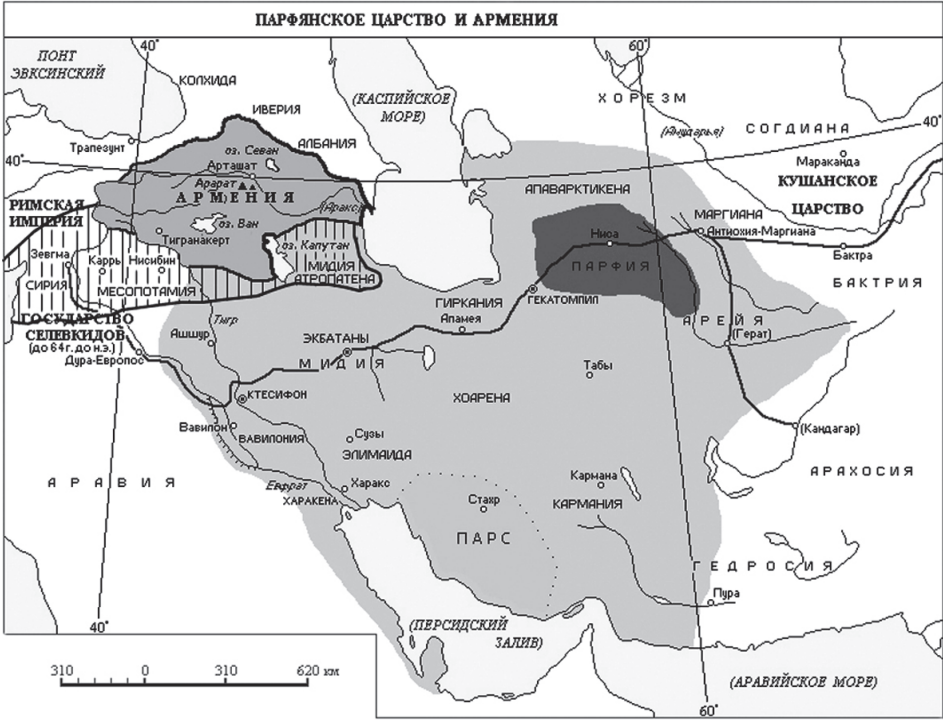 ПАРФЯНСКОЕ ЦАРСТВО И АРМЕНИЯ
40°
60°
ПОНТ
ЭВКСИНСКИЙ
КОЛХИДА
ИВЕРИЯ
АЛБАНИЯ
(КАСПИЙСКОЕ
МОРЕ)
ХОРЕЗМ
(Амударья)
СОГДИАНА
40°
Мараканда
КУШАНСКОЕ
ЦАРСТВО
Трапезунт
40°
оз. Севан
Арташат
Арарат
АРМЕНИЯ
(Аракс)
оз. Ван
Тигранакерт
РИМСКАЯ
ИМПЕРИЯ
Зевгма
Карры
Нисибин
СИРИЯ
МЕСОПОТАМИЯ
оз. Капутан
МИДИЯ
АТРОПАТЕНА
АПАВАРКТИКЕНА
Ниса
ПАРФИЯ
МАРГИАНА
Антиохия-Маргиана
Бактра
БАКТРИЯ
ГИРКАНИЯ
Апамея
ГЕКАТОМПИЛ
АРЕЙЯ
(Герат)
ГОСУДАРСТВО
СЕЛЕВКИДОВ
(до 64 г. до н.э.)
Дура-Европос
Тигр
Ашшур
ЭКБАТАНЫ
МИДИЯ
Табы
ХОАРЕНА
КТЕСИФОН
Вавилон
ВАВИЛОНИЯ
Сузы
ЭЛИМАИДА
(Кандагар)
АРАХОСИЯ
АРАВИЯ
Евфрат
Харакс
ХАРАКЕНА
Стахр
ПАРС
Кармана
КАРМАНИЯ
ГЕДРОСИЯ
Пура
40°
(ПЕРСИДСКИЙ
ЗАЛИВ)
(АРАВИЙСКОЕ МОРЕ)
60°
310 0 310 620 км